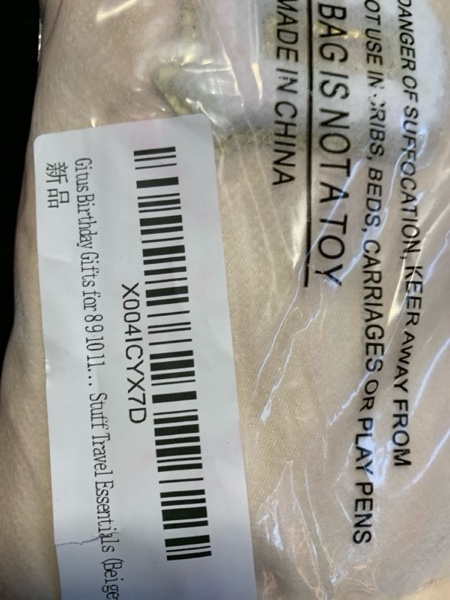 DANGER OF SUFFOCATION, KEER AWAY FROM
OT USE IN CRIBS, BEDS, CARRIAGES OR PLAY PENS
BAG IS NOT A TOY
MADE IN CHINA
X004ICYX7D
Gitus Birthday Gifts for 8 9 10 11... Stuff Travel Essentials (Beige
新品